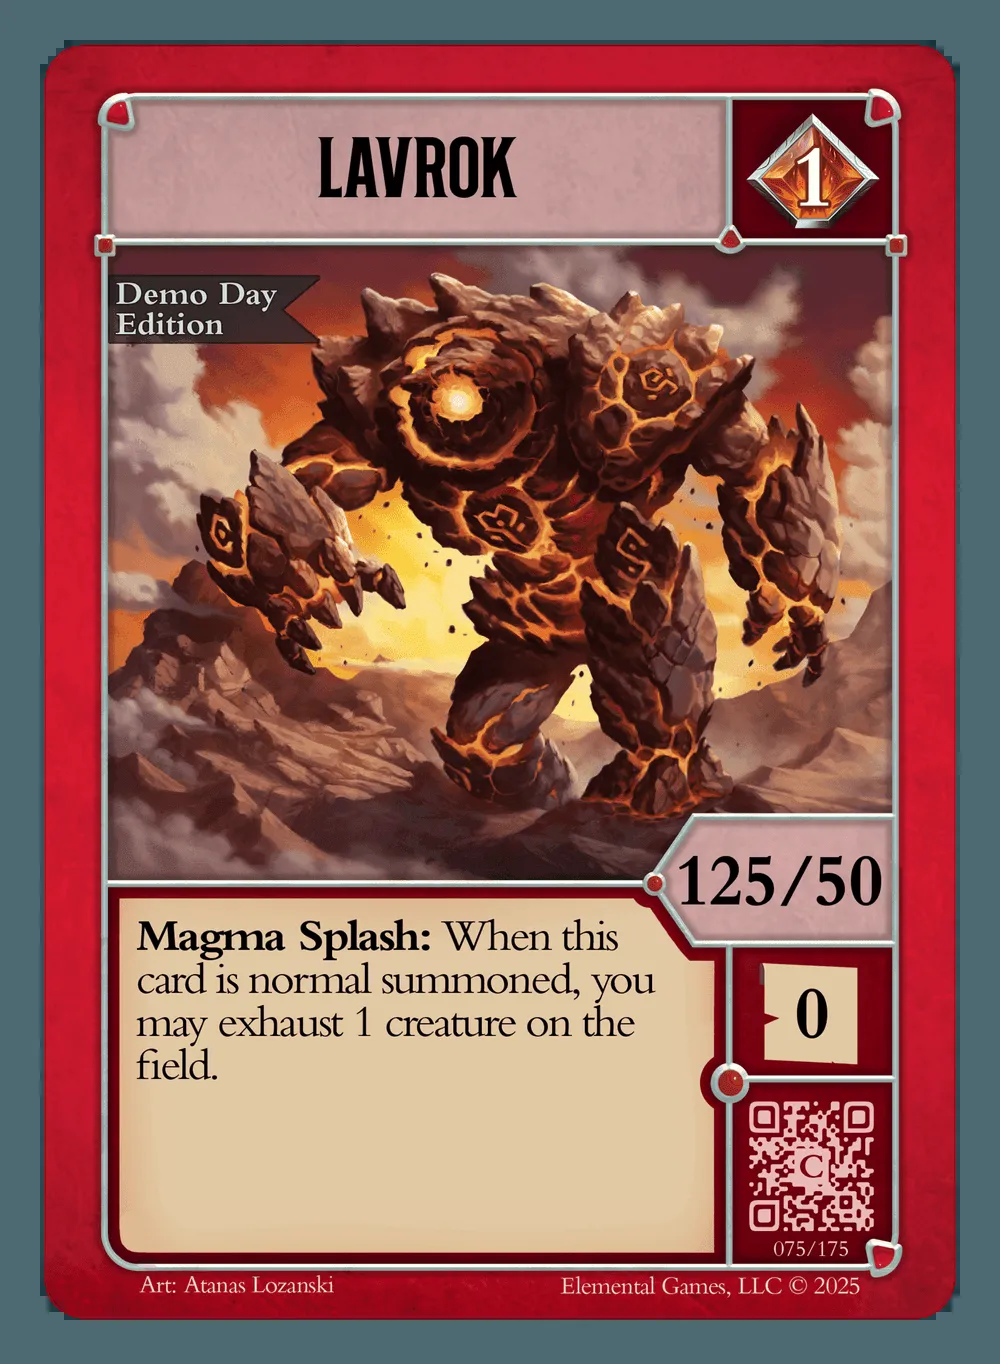 LAVROK
1
Demo Day
Edition
125/50
Magma Splash: When this
card is normal summoned, you
may exhaust 1 creature on the
field.
0
C
075/175
Art: Atanas Lozanski
Elemental Games, LLC © 2025